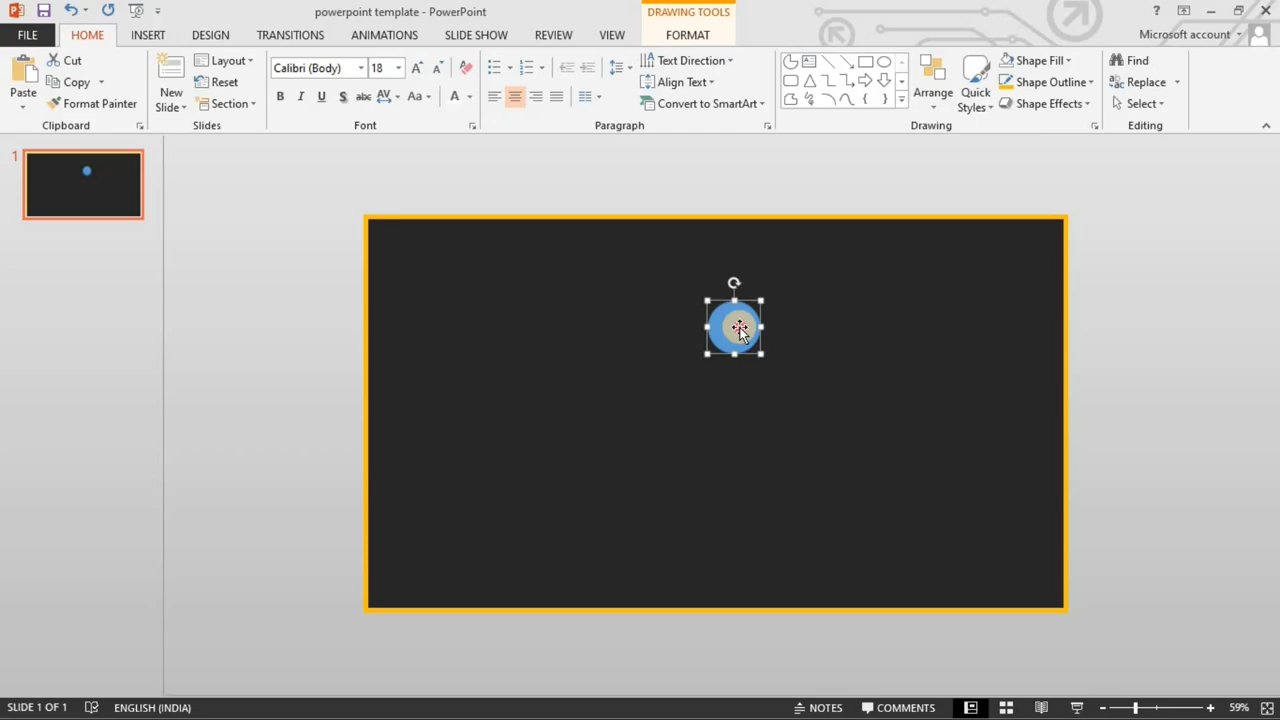 powerpoint template - PowerPoint
DRAWING TOOLS
FILE HOME INSERT DESIGN TRANSITIONS ANIMATIONS SLIDE SHOW REVIEW VIEW FORMAT
Microsoft account
Paste
Cut
Copy
Format Painter
Clipboard
New
Slide
Layout
Reset
Section
Slides
Calibri (Body) 18
B I U S abc AV Aa A
Font
Text Direction
Align Text
Convert to SmartArt
Paragraph
Arrange
Quick
Styles
Shape Fill
Shape Outline
Shape Effects
Drawing
Find
Replace
Select
Editing
1
SLIDE 1 OF 1
ENGLISH (INDIA)
NOTES
COMMENTS
59%